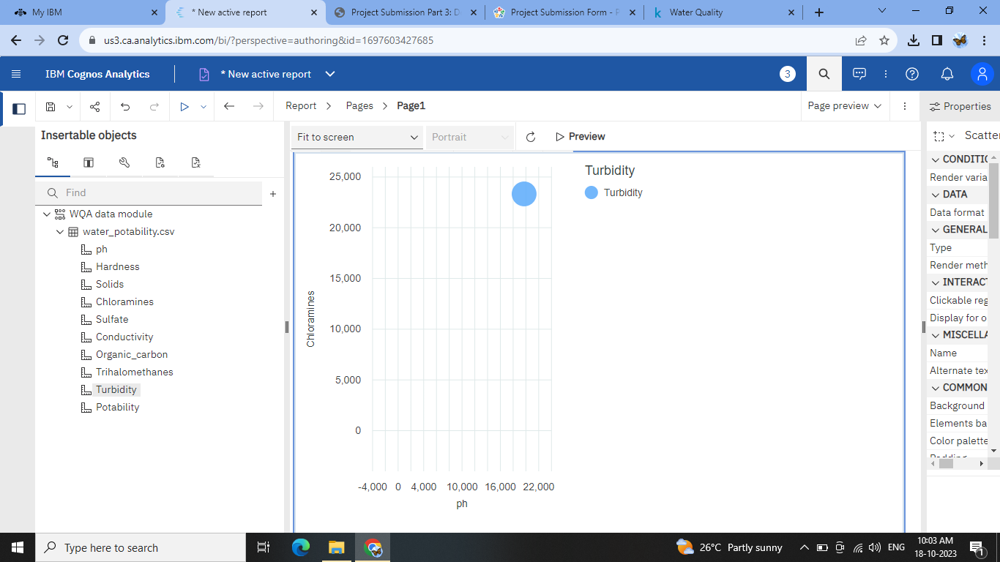 My IBM
* New active report
Project Submission Part 3: D
Project Submission Form - P
Water Quality
us3.ca.analytics.ibm.com/bi/?perspective=authoring&id=1697603427685
IBM Cognos Analytics
* New active report
3
Report > Pages > Page1
Page preview
Properties
Insertable objects
Fit to screen
Portrait
Preview
Scatter
Find
WQA data module
water_potability.csv
ph
Hardness
Solids
Chloramines
Sulfate
Conductivity
Organic_carbon
Trihalomethanes
Turbidity
Potability
25,000
20,000
15,000
10,000
5,000
0
Chloramines
-4,000 0 4,000 10,000 16,000 22,000
ph
Turbidity
Turbidity
CONDITIO
Render varia
DATA
Data format
GENERAL
Type
Render meth
INTERACT
Clickable reg
Display for o
MISCELLA
Name
Alternate tex
COMMON
Background
Elements ba
Color palette
Padding
Type here to search
26°C Partly sunny
ENG
10:03 AM
18-10-2023
1